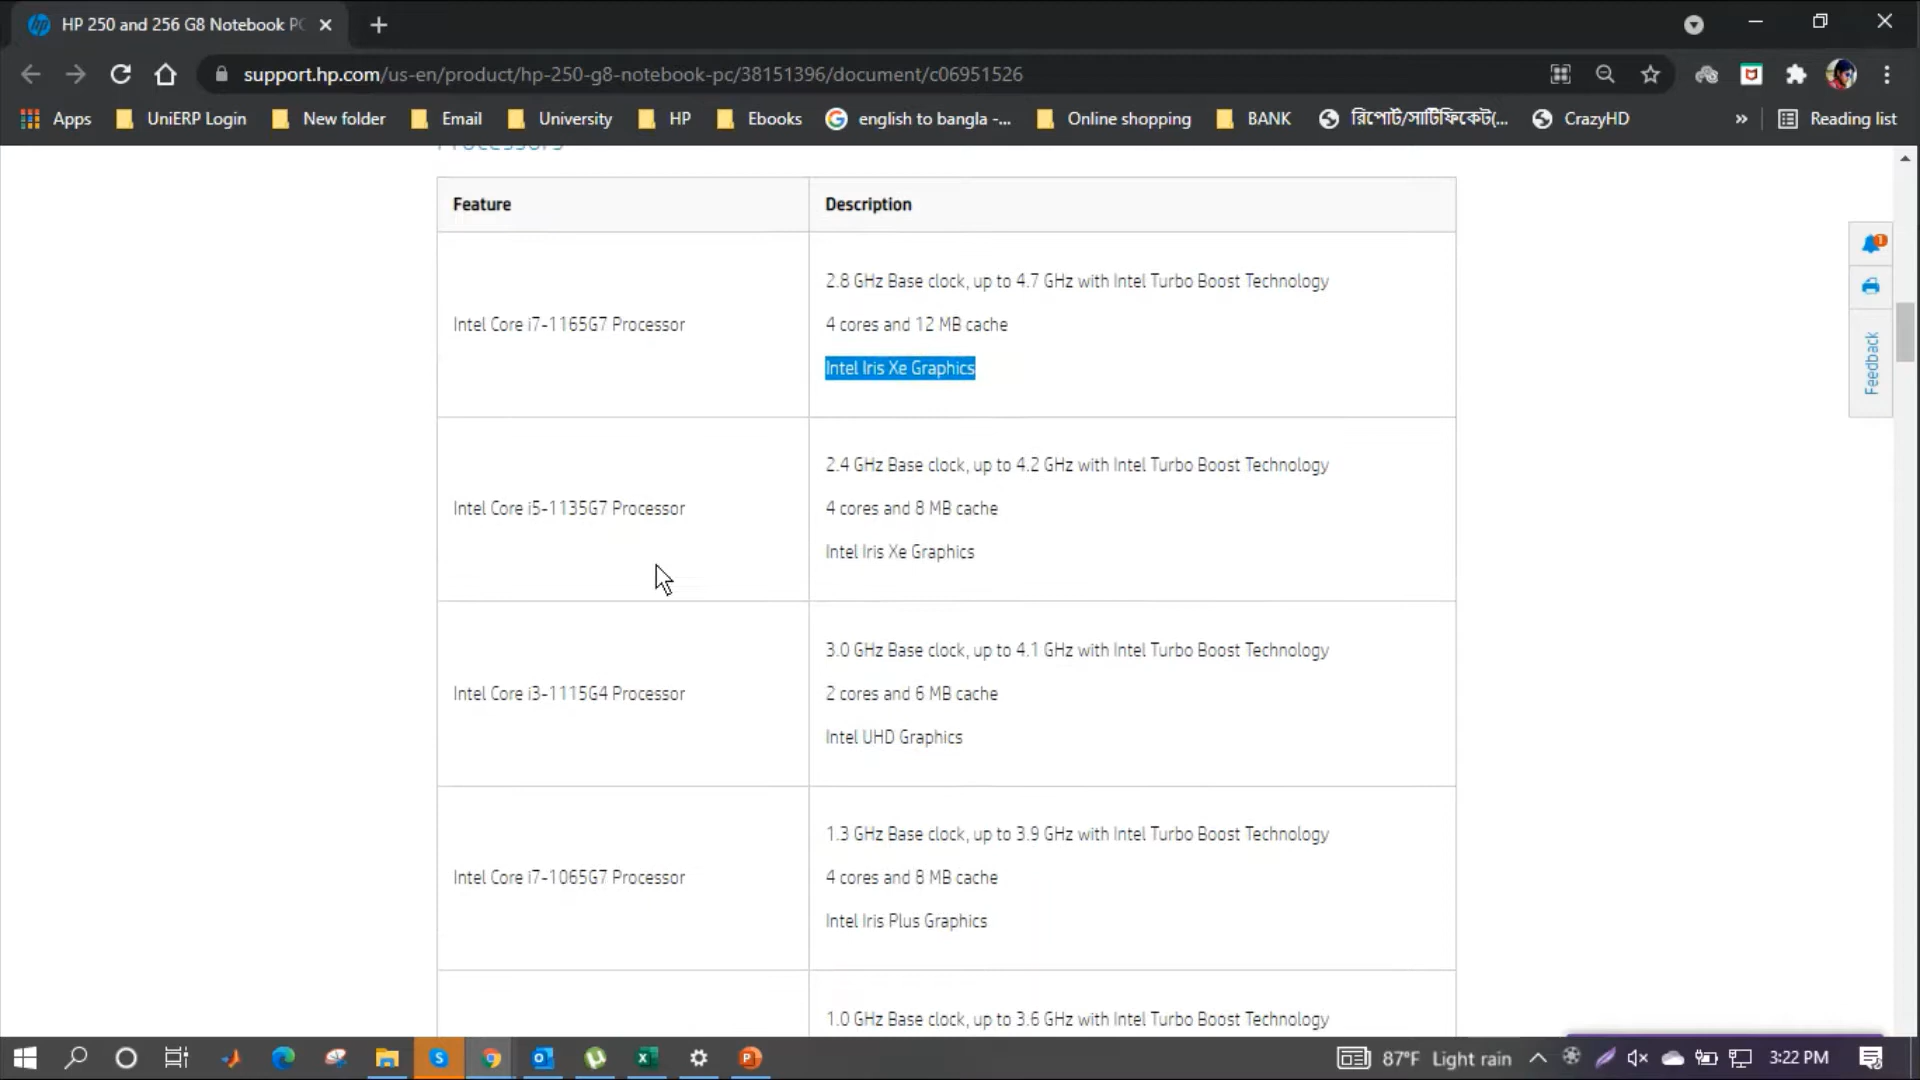 HP 250 and 256 G8 Notebook PC
support.hp.com/us-en/product/hp-250-g8-notebook-pc/38151396/document/c06951526
Apps UniERP Login New folder Email University HP Ebooks english to bangla -... Online shopping BANK রিপোর্ট/সার্টিফিকেট(... CrazyHD » Reading list
Processors
Feature Description
2.8 GHz Base clock, up to 4.7 GHz with Intel Turbo Boost Technology
Intel Core i7-1165G7 Processor 4 cores and 12 MB cache
Intel Iris Xe Graphics
2.4 GHz Base clock, up to 4.2 GHz with Intel Turbo Boost Technology
Intel Core i5-1135G7 Processor 4 cores and 8 MB cache
Intel Iris Xe Graphics
3.0 GHz Base clock, up to 4.1 GHz with Intel Turbo Boost Technology
Intel Core i3-1115G4 Processor 2 cores and 6 MB cache
Intel UHD Graphics
1.3 GHz Base clock, up to 3.9 GHz with Intel Turbo Boost Technology
Intel Core i7-1065G7 Processor 4 cores and 8 MB cache
Intel Iris Plus Graphics
1.0 GHz Base clock, up to 3.6 GHz with Intel Turbo Boost Technology
1
Feedback
87°F Light rain 3:22 PM